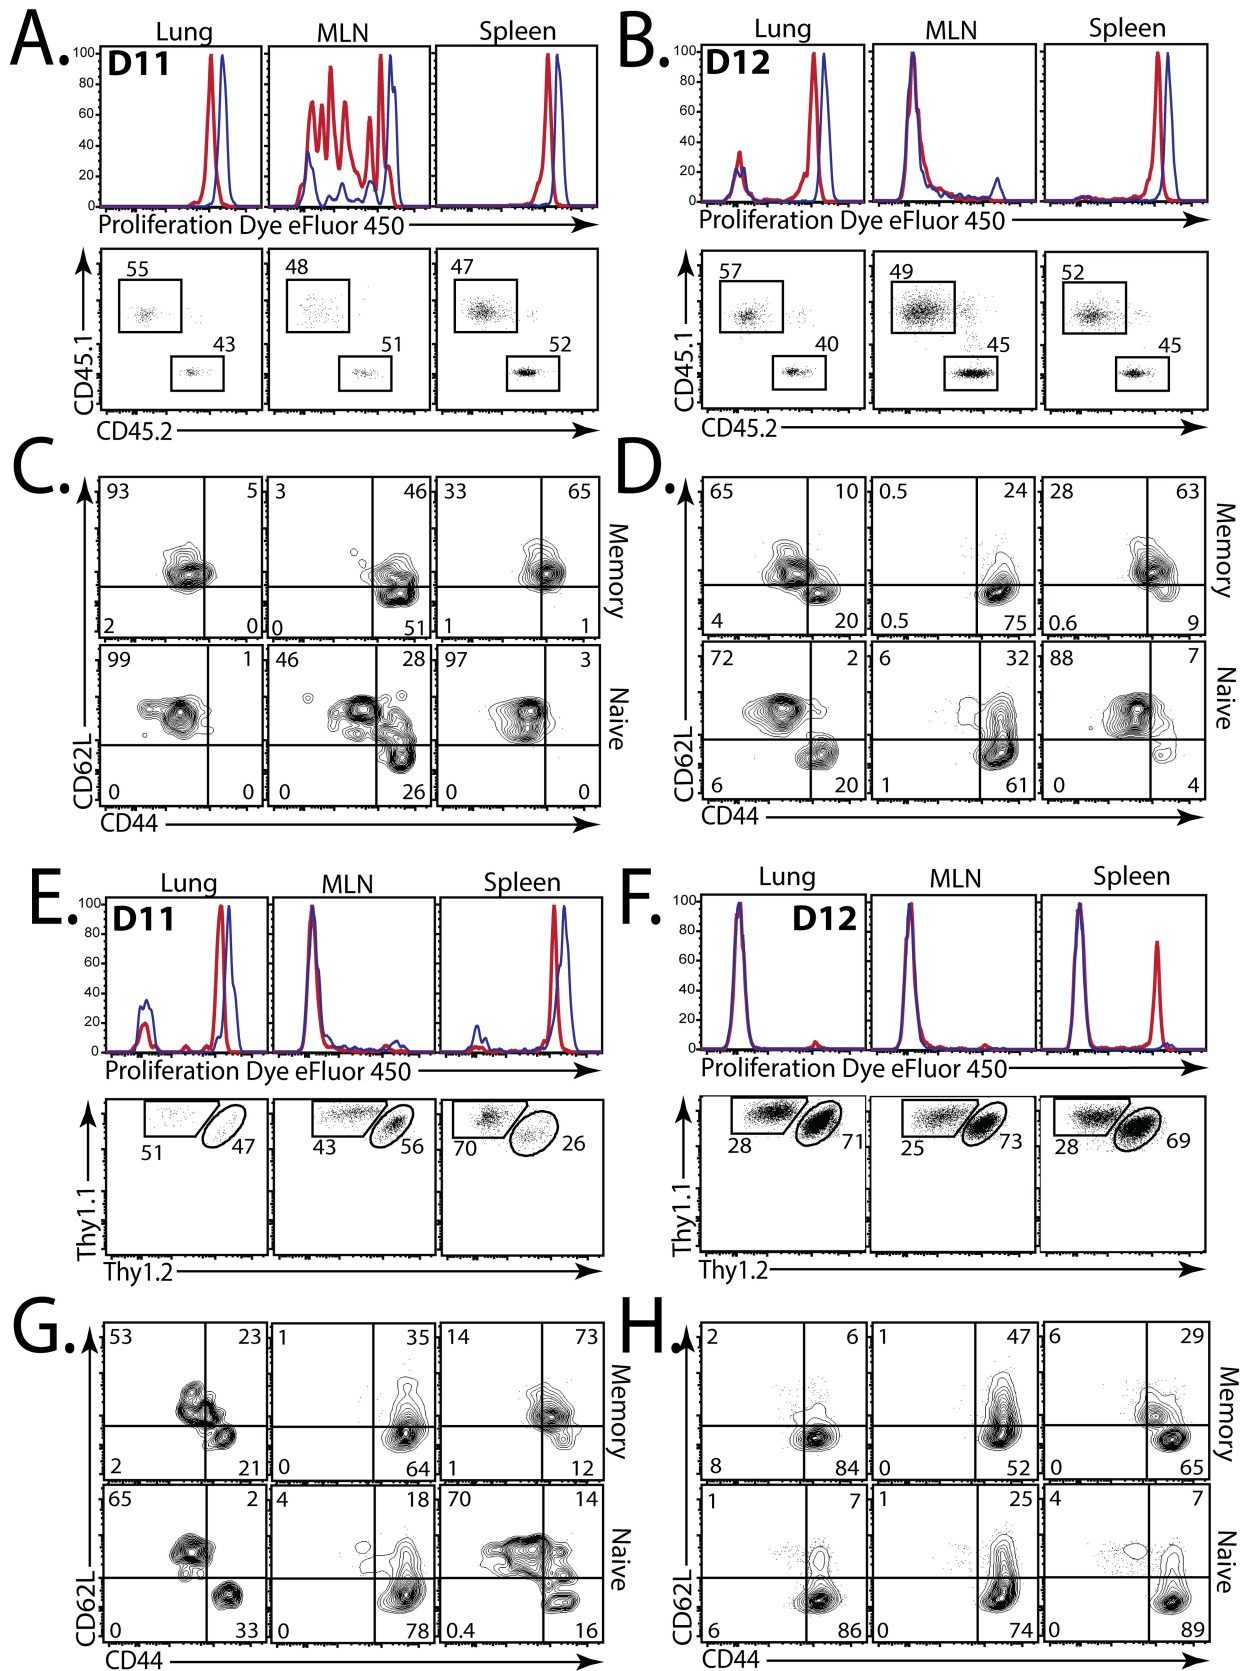 A. Lung MLN Spleen
D11
100
80
60
40
20
0
Proliferation Dye eFluor 450
55 48 47
43 51 52
CD45.1
CD45.2
B. Lung MLN Spleen
D12
100
80
60
40
20
0
Proliferation Dye eFluor 450
57 49 52
40 45 45
CD45.1
CD45.2
C.
93 5 3 46 33 65
2 0 0 51 1 1
Memory
99 1 46 28 97 3
0 0 0 26 0 0
Naive
CD62L
CD44
D.
65 10 0.5 24 28 63
4 20 0.5 75 0.6 9
Memory
72 2 6 32 88 7
6 20 1 61 0 4
Naive
CD62L
CD44
E. Lung MLN Spleen
D11
100
80
60
40
20
0
Proliferation Dye eFluor 450
51 47 43 56 70 26
Thy1.1
Thy1.2
F. Lung MLN Spleen
D12
100
80
60
40
20
0
Proliferation Dye eFluor 450
28 71 25 73 28 69
Thy1.1
Thy1.2
G.
53 23 1 35 14 73
2 21 0 64 1 12
Memory
65 2 4 18 70 14
0 33 0 78 0.4 16
Naive
CD62L
CD44
H.
2 6 1 47 6 29
8 84 0 52 0 65
Memory
1 7 1 25 4 7
6 86 0 74 0 89
Naive
CD62L
CD44